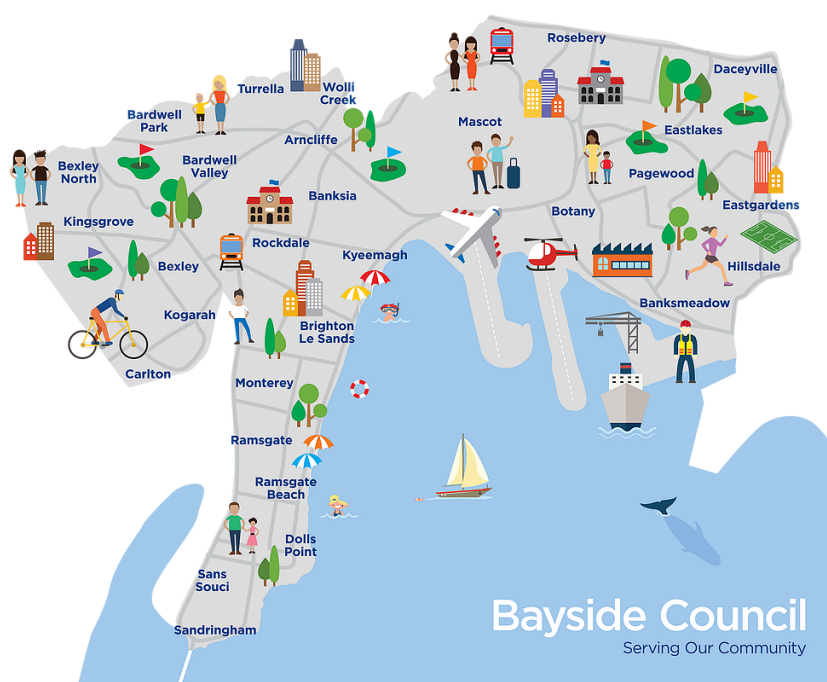 Rosebery
Daceyville
Turrella
Wolli
Creek
Bardwell
Park
Mascot
Eastlakes
Arncliffe
Bexley
North
Bardwell
Valley
Pagewood
Banksia
Eastgardens
Botany
Kingsgrove
Rockdale
Kyeemagh
Bexley
Hillsdale
Banksmeadow
Kogarah
Brighton
Le Sands
Carlton
Monterey
Ramsgate
Ramsgate
Beach
Dolls
Point
Sans
Souci
Sandringham
Bayside Council
Serving Our Community